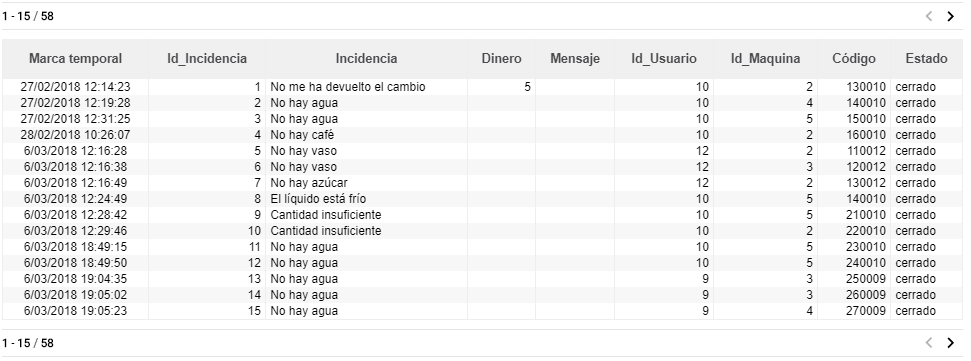 1 - 15 / 58
Marca temporal Id_Incidencia Incidencia Dinero Mensaje Id_Usuario Id_Maquina Código Estado
27/02/2018 12:14:23 1 No me ha devuelto el cambio 5 10 2 130010 cerrado
27/02/2018 12:19:28 2 No hay agua 10 4 140010 cerrado
27/02/2018 12:31:25 3 No hay agua 10 5 150010 cerrado
28/02/2018 10:26:07 4 No hay café 10 2 160010 cerrado
6/03/2018 12:16:28 5 No hay vaso 12 2 110012 cerrado
6/03/2018 12:16:38 6 No hay vaso 12 3 120012 cerrado
6/03/2018 12:16:49 7 No hay azúcar 12 2 130012 cerrado
6/03/2018 12:24:49 8 El líquido está frío 10 5 140010 cerrado
6/03/2018 12:28:42 9 Cantidad insuficiente 10 5 210010 cerrado
6/03/2018 12:29:46 10 Cantidad insuficiente 10 2 220010 cerrado
6/03/2018 18:49:15 11 No hay agua 10 5 230010 cerrado
6/03/2018 18:49:50 12 No hay agua 10 5 240010 cerrado
6/03/2018 19:04:35 13 No hay agua 9 3 250009 cerrado
6/03/2018 19:05:02 14 No hay agua 9 3 260009 cerrado
6/03/2018 19:05:23 15 No hay agua 9 4 270009 cerrado
1 - 15 / 58